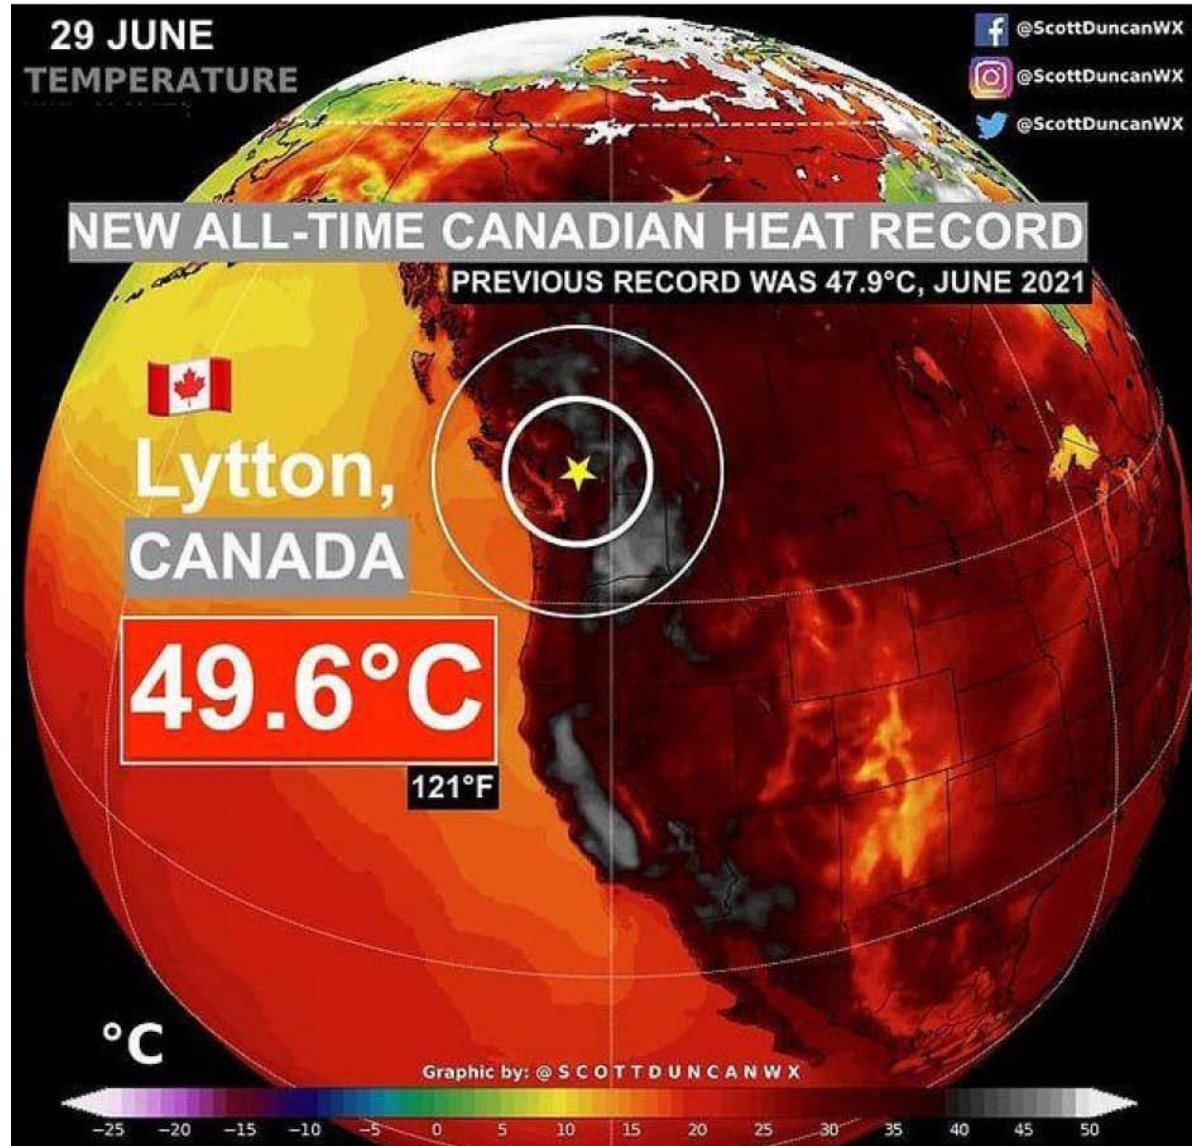 29 JUNE
TEMPERATURE
@ScottDuncanWX
@ScottDuncanWX
@ScottDuncanWX
NEW ALL-TIME CANADIAN HEAT RECORD
PREVIOUS RECORD WAS 47.9°C, JUNE 2021
Lytton,
CANADA
49.6°C
121°F
°C
Graphic by: @SCOTTDUNCANWX
−25 −20 −15 −10 −5 0 5 10 15 20 25 30 35 40 45 50